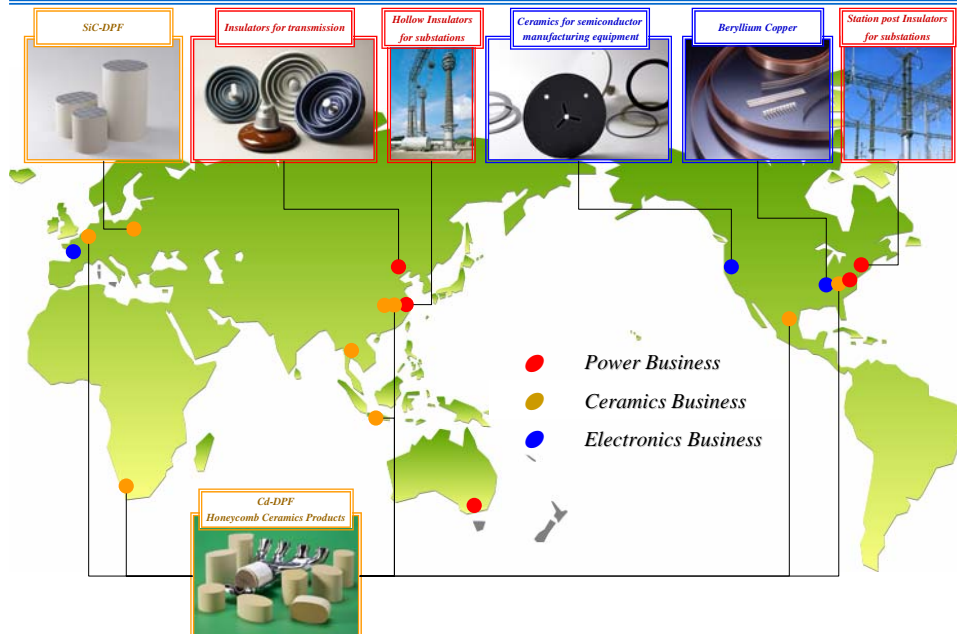 SiC-DPF
Insulators for transmission
Hollow Insulators
for substations
Ceramics for semiconductor
manufacturing equipment
Beryllium Copper
Station post Insulators
for substations
Power Business
Ceramics Business
Electronics Business
Cd-DPF
Honeycomb Ceramics Products